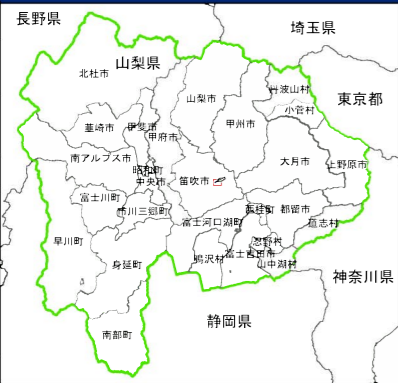 長野県
埼玉県
山梨県
北杜市
丹波山村
山梨市
東京都
小菅村
韮崎市
甲斐市
甲府市
甲州市
南アルプス市
大月市
上野原市
昭和町
中央市
笛吹市
富士川町
市川三郷町
西桂町
都留市
富士河口湖町
道志村
早川町
忍野村
身延町
鳴沢村
富士吉田市
山中湖村
神奈川県
静岡県
南部町